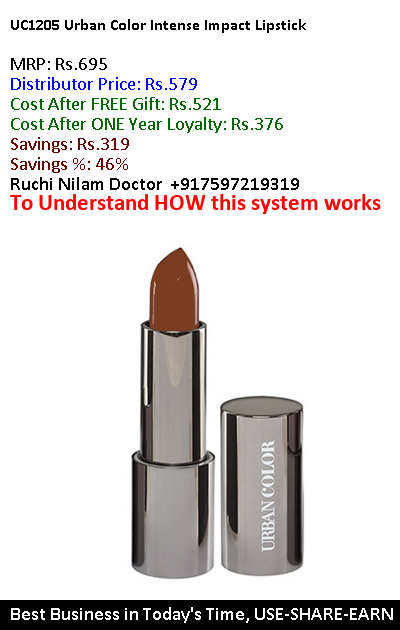 UC1205 Urban Color Intense Impact Lipstick
MRP: Rs.695
Distributor Price: Rs.579
Cost After FREE Gift: Rs.521
Cost After ONE Year Loyalty: Rs.376
Savings: Rs.319
Savings %: 46%
Ruchi Nilam Doctor +917597219319
To Understand HOW this system works
URBAN COLOR
Best Business in Today's Time, USE-SHARE-EARN